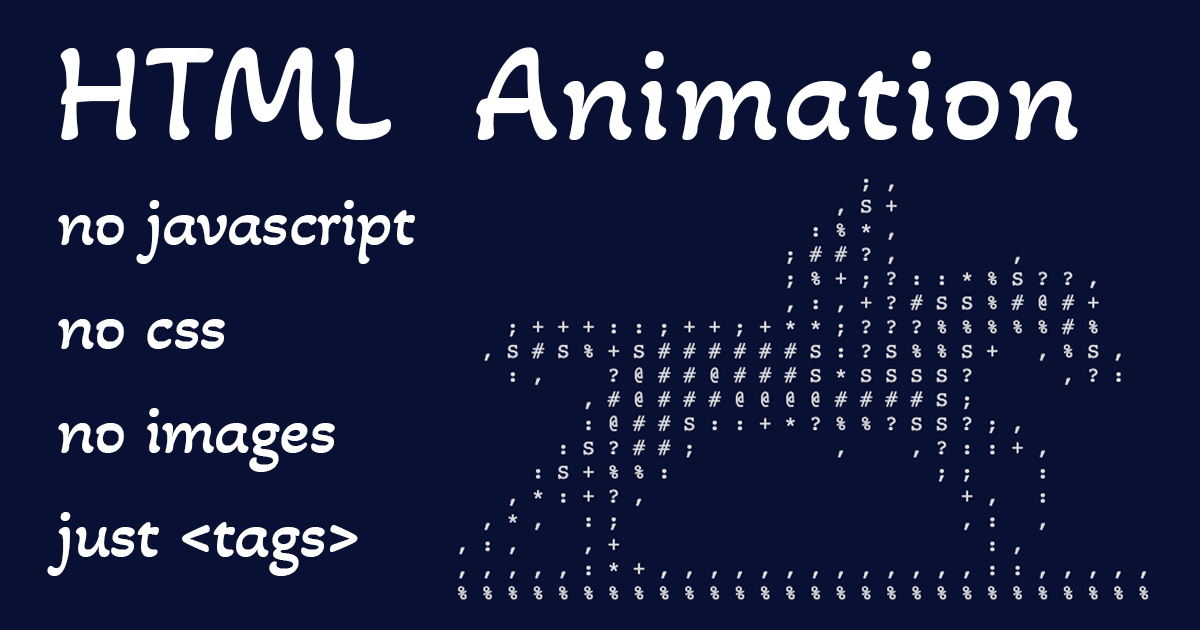 HTML Animation
no javascript
no css
no images
just <tags>